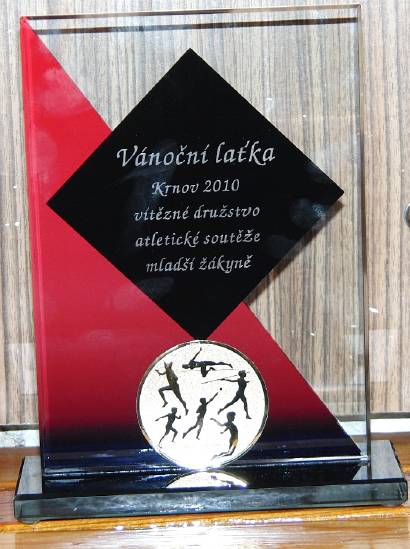 Vánoční laťka
Krnov 2010
vítězné družstvo
atletické soutěže
mladší žákyně